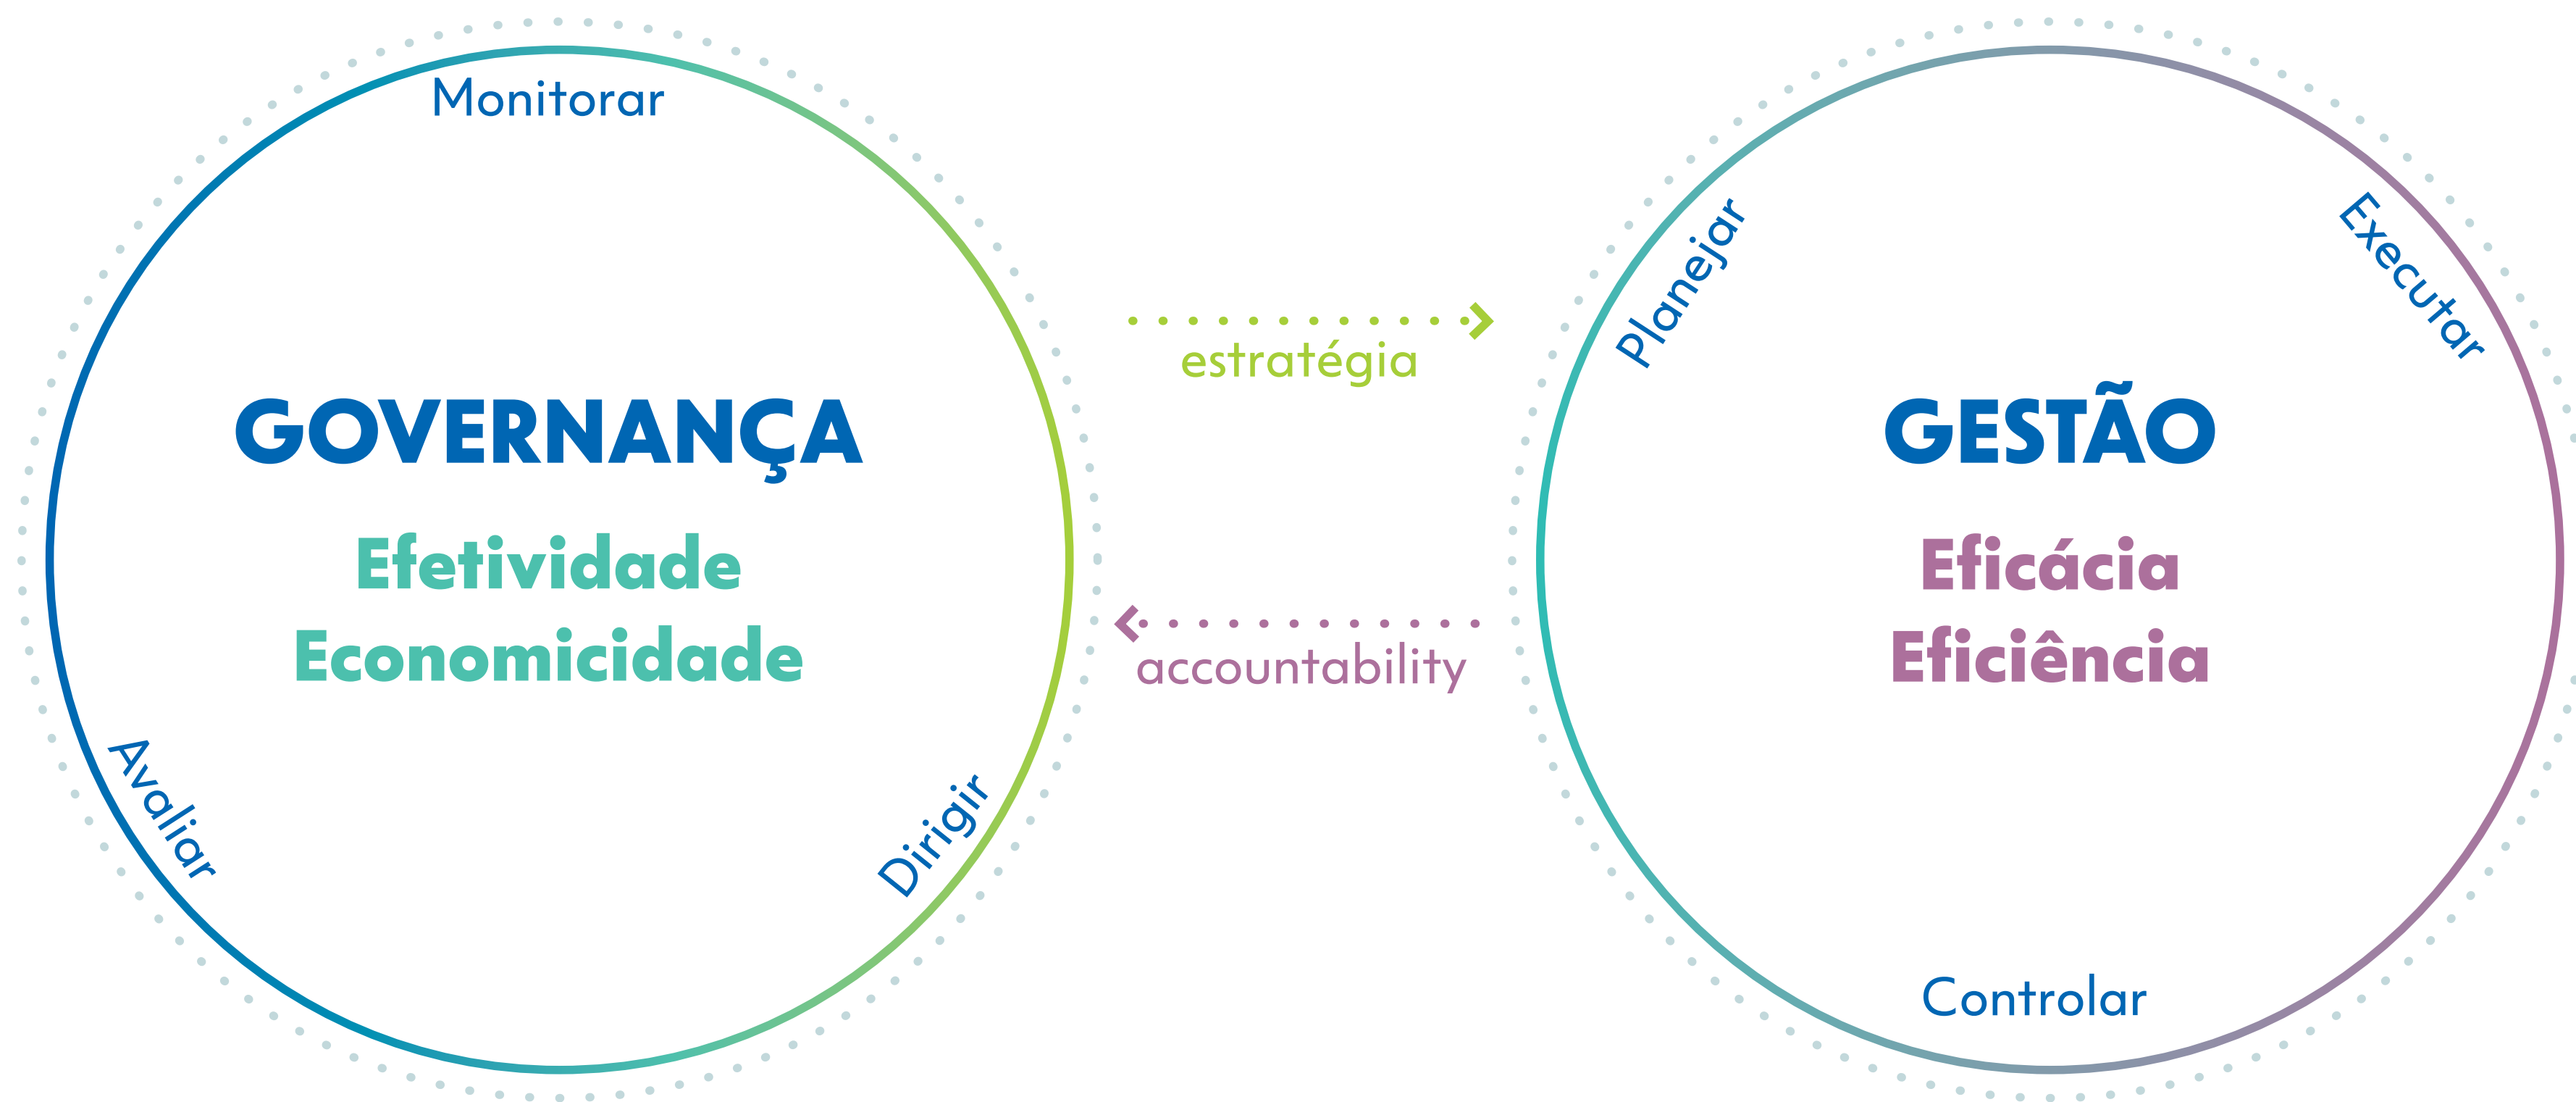 Monitorar
GOVERNANÇA
Efetividade
Economicidade
Avaliar
Dirigir
estratégia
accountability
Planejar
Executar
GESTÃO
Eficácia
Eficiência
Controlar